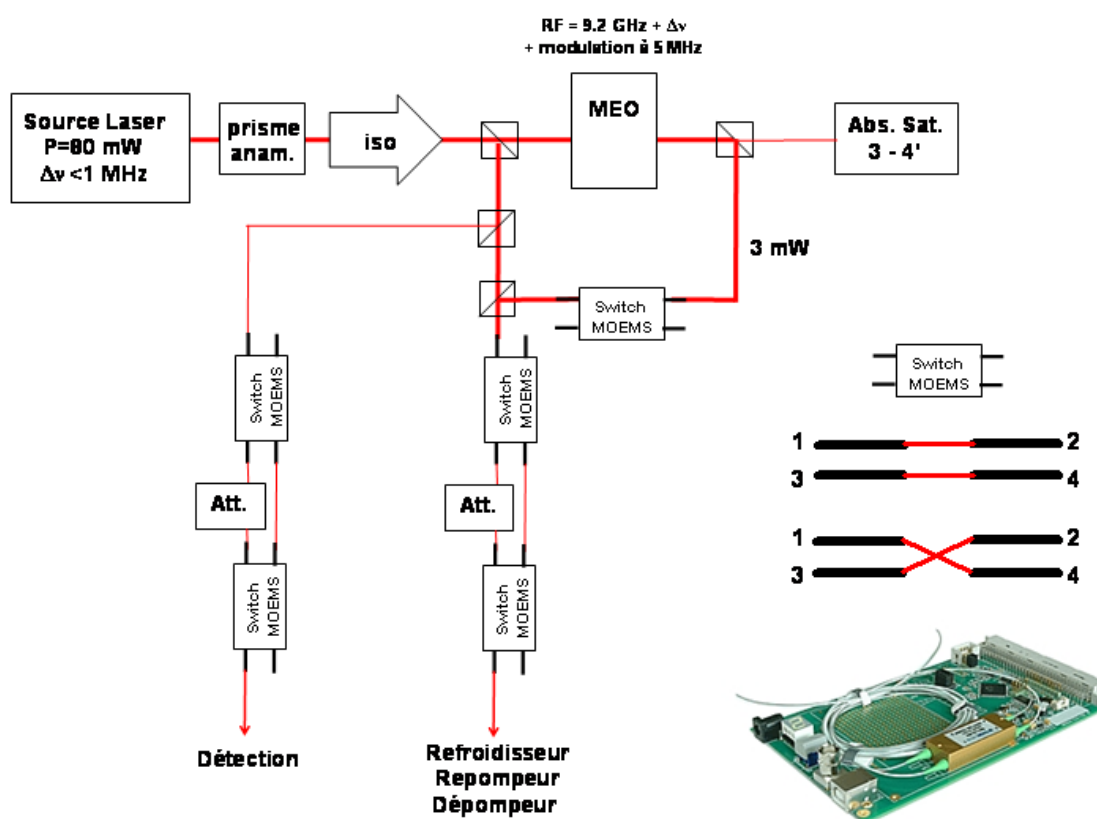 RF = 9.2 GHz + Δν
+ modulation à 5 MHz
Source Laser
P=80 mW
Δν <1 MHz
prisme
anam.
iso
MEO
Abs. Sat.
3 - 4'
3 mW
Switch
MOEMS
Switch
MOEMS
Switch
MOEMS
Switch
MOEMS
1
2
3
4
Att.
Att.
1
2
3
4
Switch
MOEMS
Switch
MOEMS
Détection
Refroidisseur
Repompeur
Dépompeur